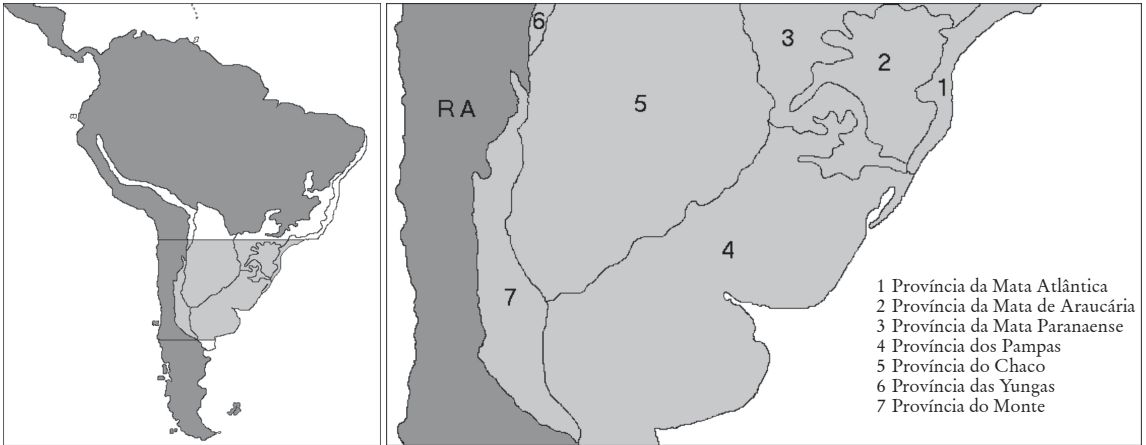 6
3
2
1
5
RA
4
7
1 Província da Mata Atlântica
2 Província da Mata de Araucária
3 Província da Mata Paranaense
4 Província dos Pampas
5 Província do Chaco
6 Província das Yungas
7 Província do Monte